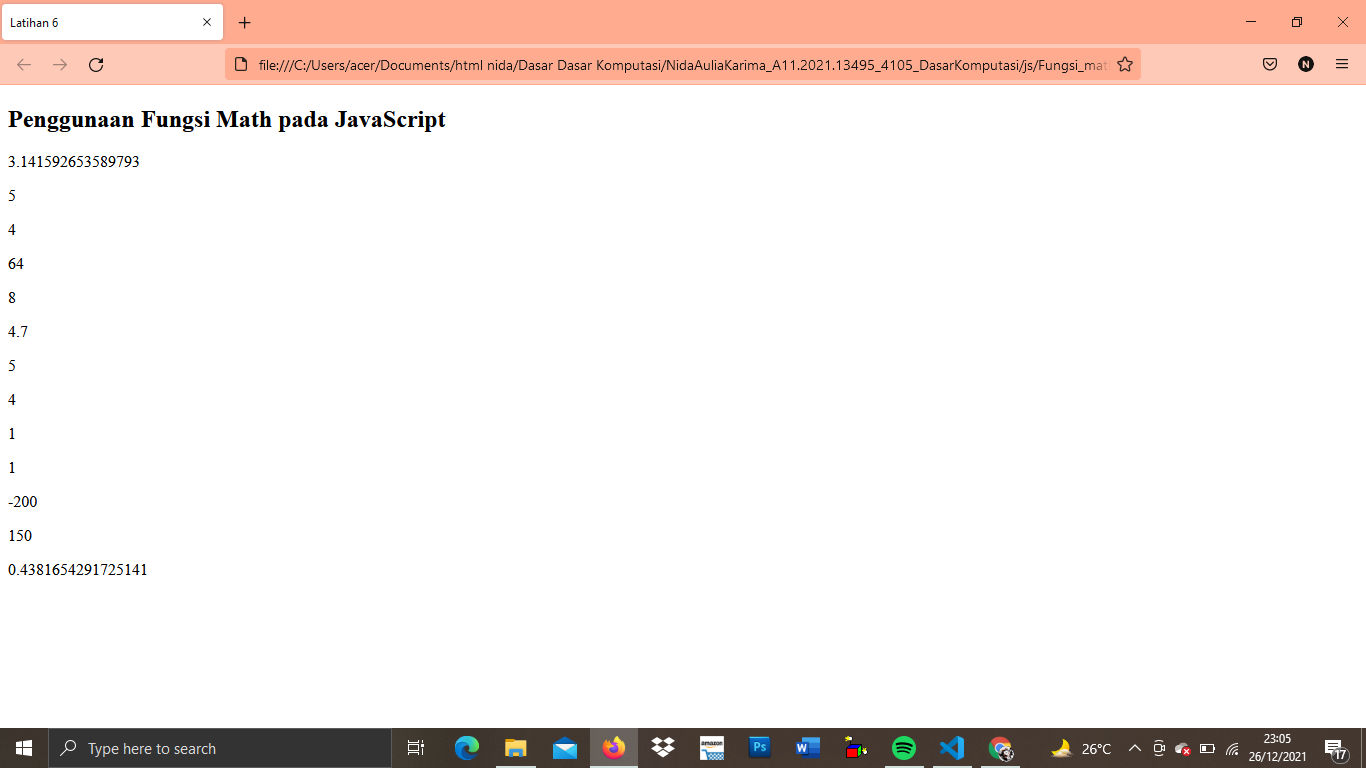 Latihan 6
file:///C:/Users/acer/Documents/html nida/Dasar Dasar Komputasi/NidaAuliaKarima_A11.2021.13495_4105_DasarKomputasi/js/Fungsi_mat
N
Penggunaan Fungsi Math pada JavaScript
3.141592653589793
5
4
64
8
4.7
5
4
1
1
-200
150
0.4381654291725141
Type here to search
amazon
Ps
W
26°C
23:05
26/12/2021
17